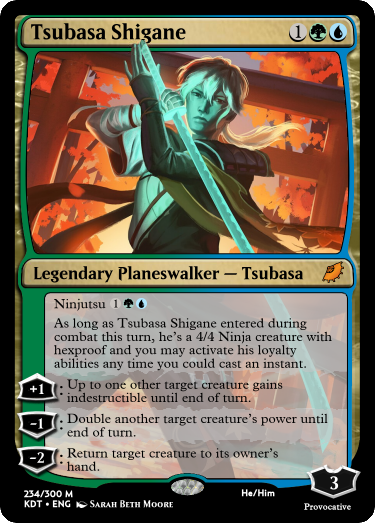 Tsubasa Shigane 1
Legendary Planeswalker — Tsubasa
Ninjutsu 1
As long as Tsubasa Shigane entered during
combat this turn, he's a 4/4 Ninja creature with
hexproof and you may activate his loyalty
abilities any time you could cast an instant.
+1: Up to one other target creature gains
indestructible until end of turn.
-1: Double another target creature's power until
end of turn.
-2: Return target creature to its owner's
hand.
3
234/300 M He/Him
KDT • ENG Sarah Beth Moore Provocative